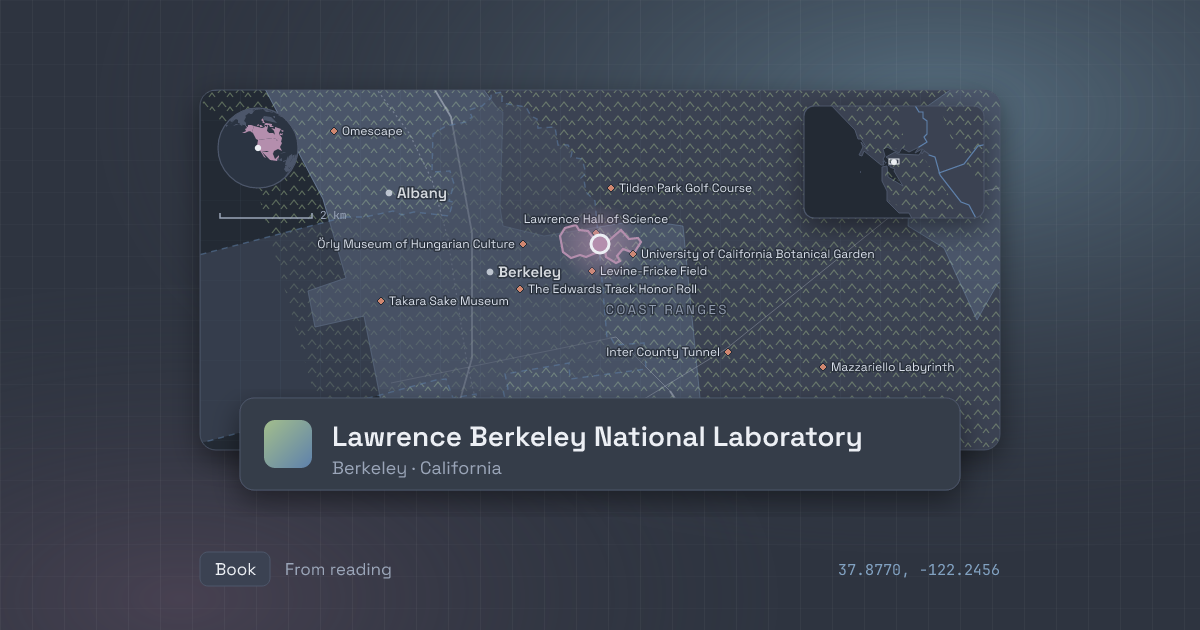 Omescape
Albany
Tilden Park Golf Course
2 km
Lawrence Hall of Science
Örly Museum of Hungarian Culture
University of California Botanical Garden
Berkeley
Levine-Fricke Field
The Edwards Track Honor Roll
Takara Sake Museum
COAST RANGES
Inter County Tunnel
Mazzariello Labyrinth
Lawrence Berkeley National Laboratory
Berkeley · California
Book
From reading
37.8770, -122.2456